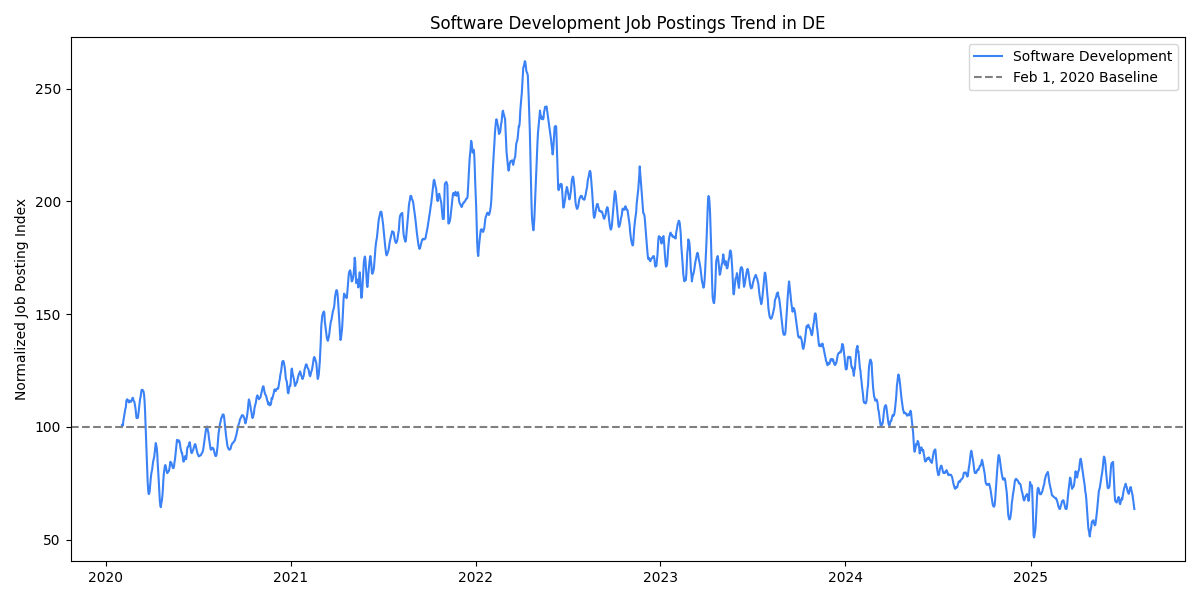 Software Development Job Postings Trend in DE
Normalized Job Posting Index
250
200
150
100
50
2020
2021
2022
2023
2024
2025
Software Development
Feb 1, 2020 Baseline